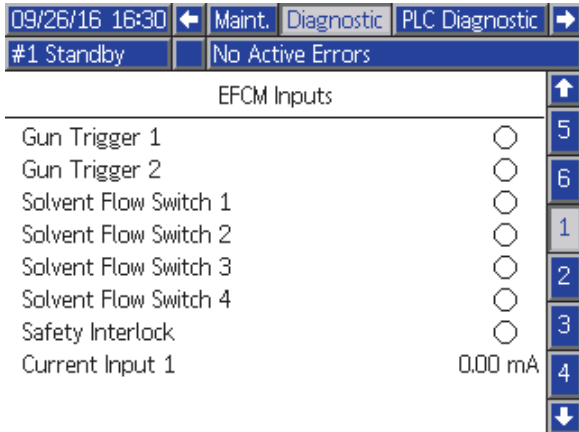 09/26/16 16:30 Maint. Diagnostic PLC Diagnostic
#1 Standby No Active Errors
EFCM Inputs
Gun Trigger 1
Gun Trigger 2
Solvent Flow Switch 1
Solvent Flow Switch 2
Solvent Flow Switch 3
Solvent Flow Switch 4
Safety Interlock
Current Input 1 0.00 mA
5
6
1
2
3
4